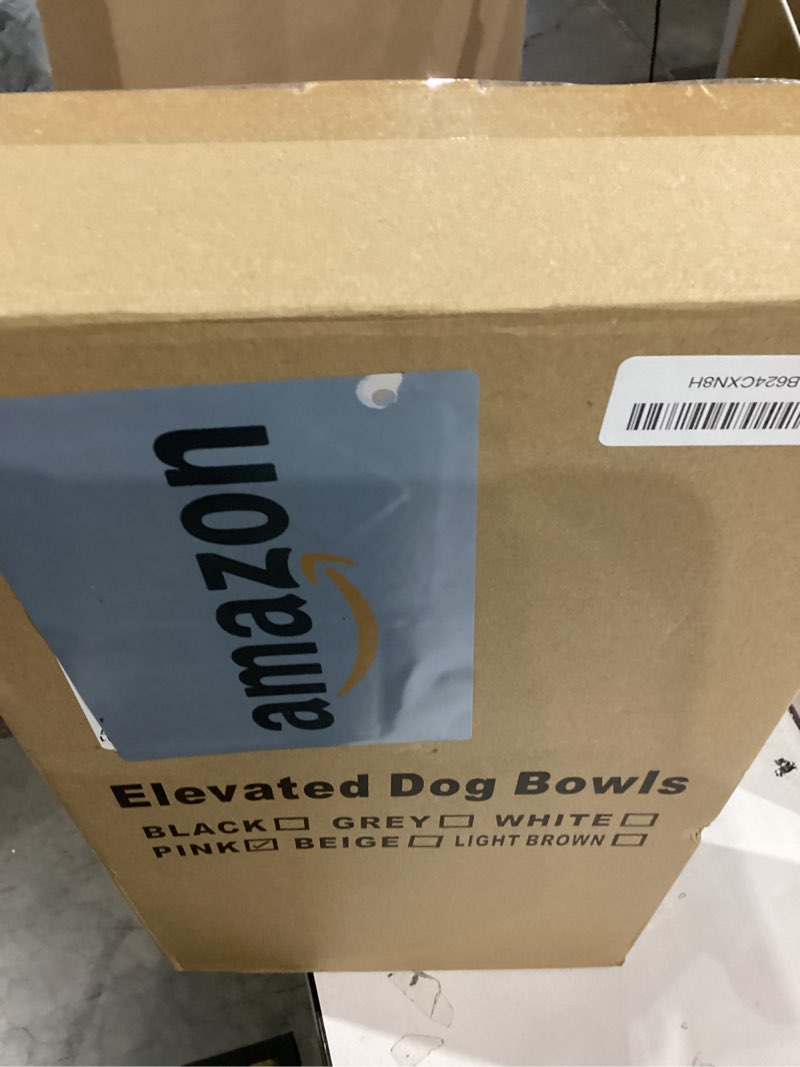 B624CXN8H
amazon
Elevated Dog Bowls
BLACK GREY WHITE
PINK BEIGE LIGHT BROWN